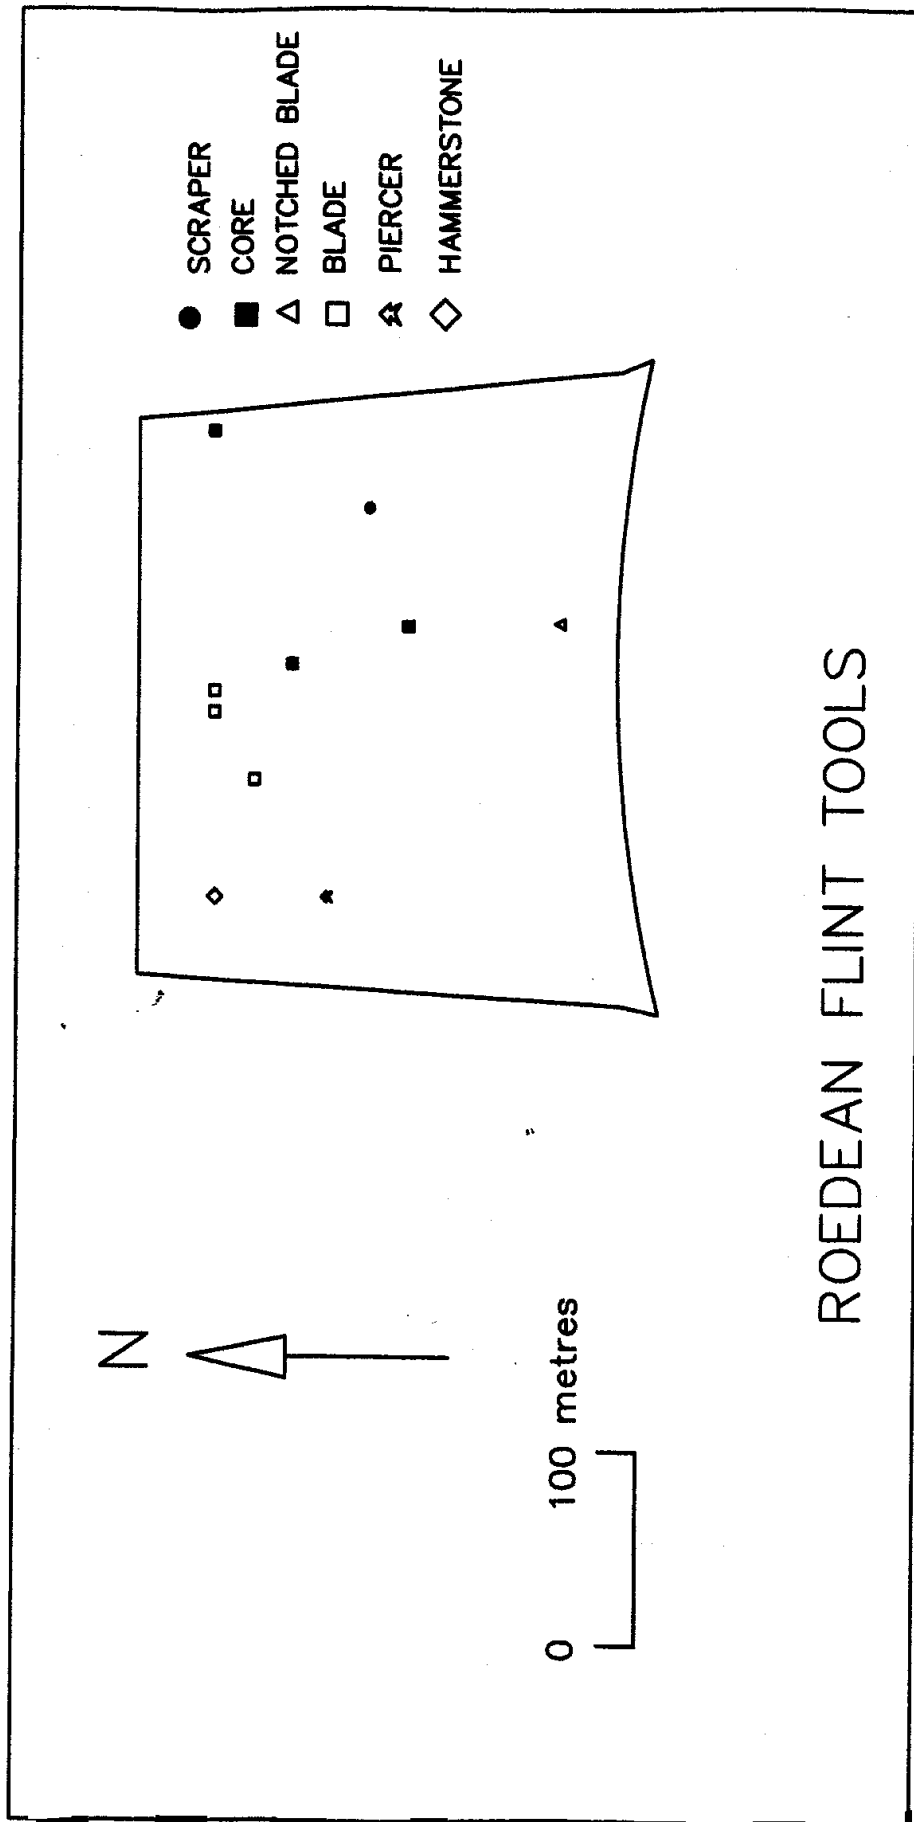 N
0 100 metres
SCRAPER
CORE
NOTCHED BLADE
BLADE
PIERCER
HAMMERSTONE
ROEDEAN FLINT TOOLS